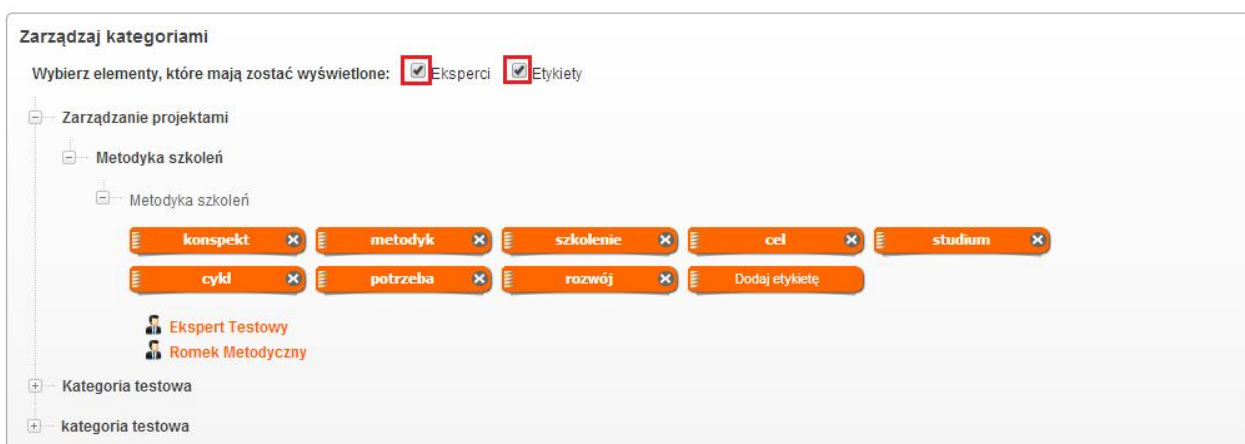 Zarządzaj kategoriami
Wybierz elementy, które mają zostać wyświetlone: Eksperci Etykiety
Zarządzanie projektami
Metodyka szkoleń
Metodyka szkoleń
konspekt metodyk szkolenie cel studium
cykl potrzeba rozwój Dodaj etykietę
Ekspert Testowy
Romek Metodyczny
Kategoria testowa
kategoria testowa